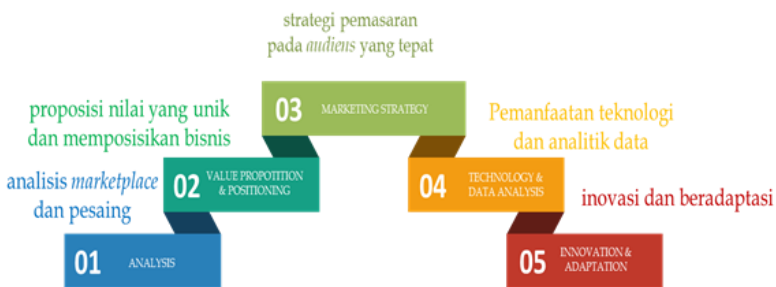 strategi pemasaran
pada audiens yang tepat
03 MARKETING STRATEGY
proposisi nilai yang unik
dan memposisikan bisnis
Pemanfaatan teknologi
dan analitik data
analisis marketplace
dan pesaing
02 VALUE PROPOTITION
& POSITIONING
04 TECHNOLOGY &
DATA ANALYSIS
inovasi dan beradaptasi
01 ANALYSIS
05 INNOVATION &
ADAPTATION